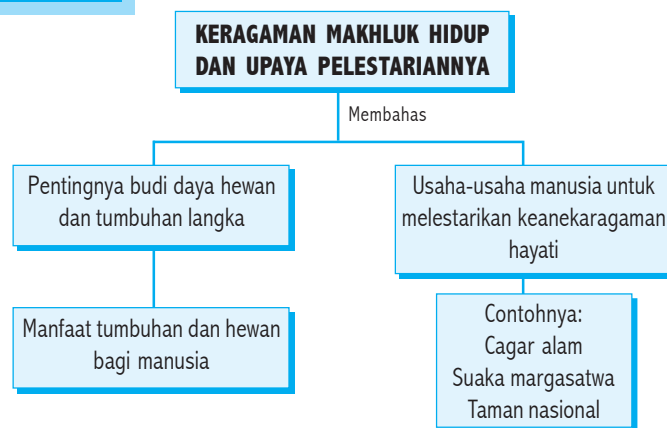 KERAGAMAN MAKHLUK HIDUP
DAN UPAYA PELESTARIANNYA
Membahas
Pentingnya budi daya hewan
dan tumbuhan langka
Manfaat tumbuhan dan hewan
bagi manusia
Usaha-usaha manusia untuk
melestarikan keanekaragaman
hayati
Contohnya:
Cagar alam
Suaka margasatwa
Taman nasional